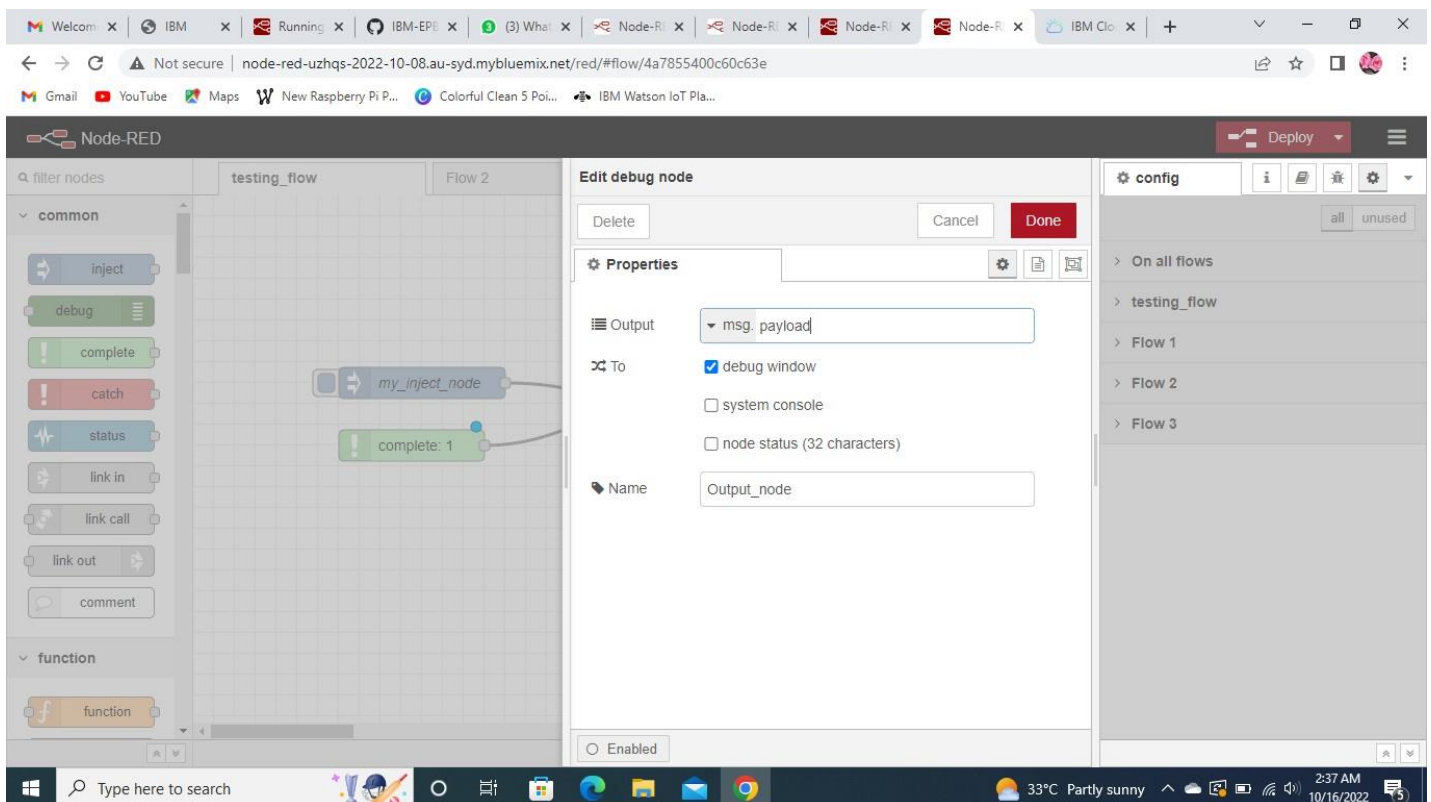 Welcom
IBM
Running
IBM-EPB
(3) What
Node-RE
Node-RE
Node-RE
Node-R
IBM Clo
Not secure | node-red-uzhqs-2022-10-08.au-syd.mybluemix.net/red/#flow/4a7855400c60c63e
Gmail YouTube Maps New Raspberry Pi P... Colorful Clean 5 Poi... IBM Watson IoT Pla...
Node-RED
Deploy
filter nodes
common
inject
debug
complete
catch
status
link in
link call
link out
comment
function
function
testing_flow
Flow 2
my_inject_node
complete: 1
Edit debug node
Delete
Cancel
Done
Properties
Output
msg. payload
To
debug window
system console
node status (32 characters)
Name
Output_node
Enabled
config
all unused
On all flows
testing_flow
Flow 1
Flow 2
Flow 3
Type here to search
33°C Partly sunny
2:37 AM
10/16/2022
5